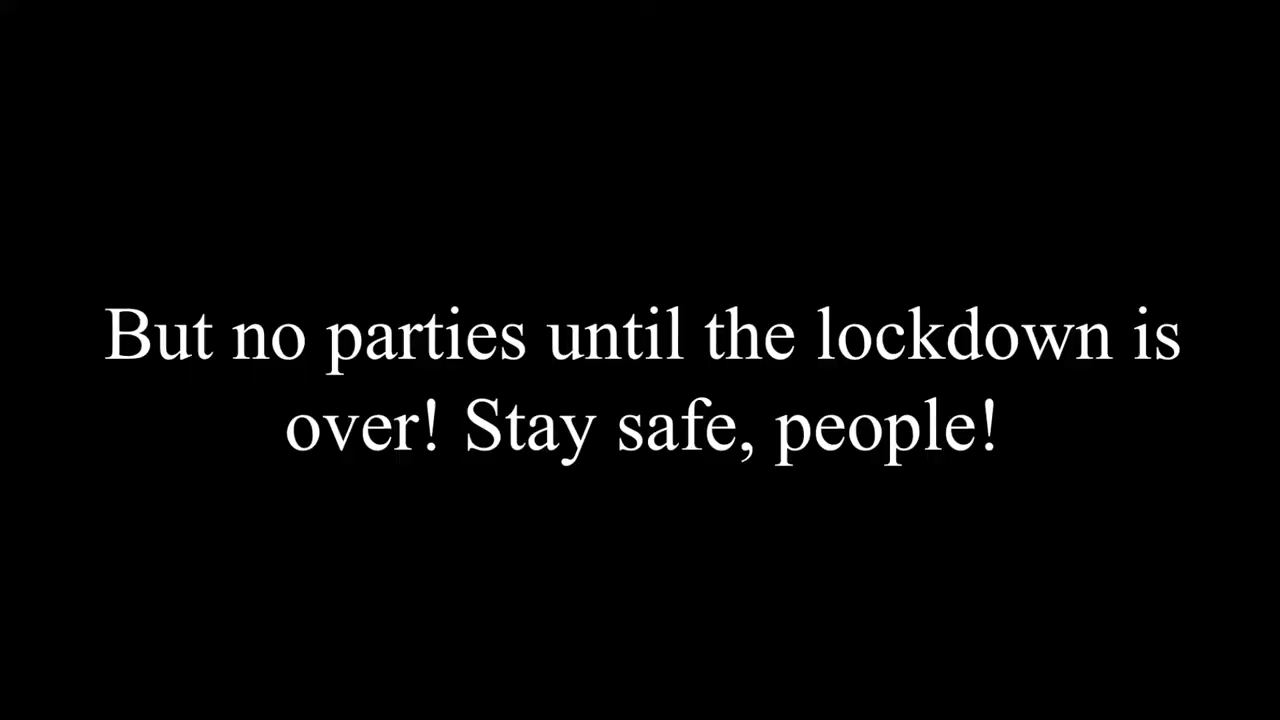 But no parties until the lockdown is
over! Stay safe, people!